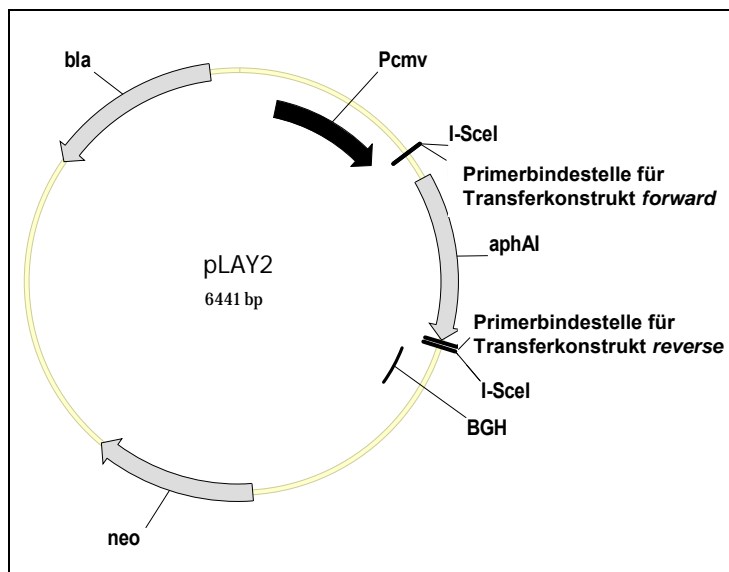 bla
Pcmv
I-SceI
Primerbindestelle für
Transferkonstrukt forward
aphAI
pLAY2
6441 bp
Primerbindestelle für
Transferkonstrukt reverse
I-SceI
BGH
neo